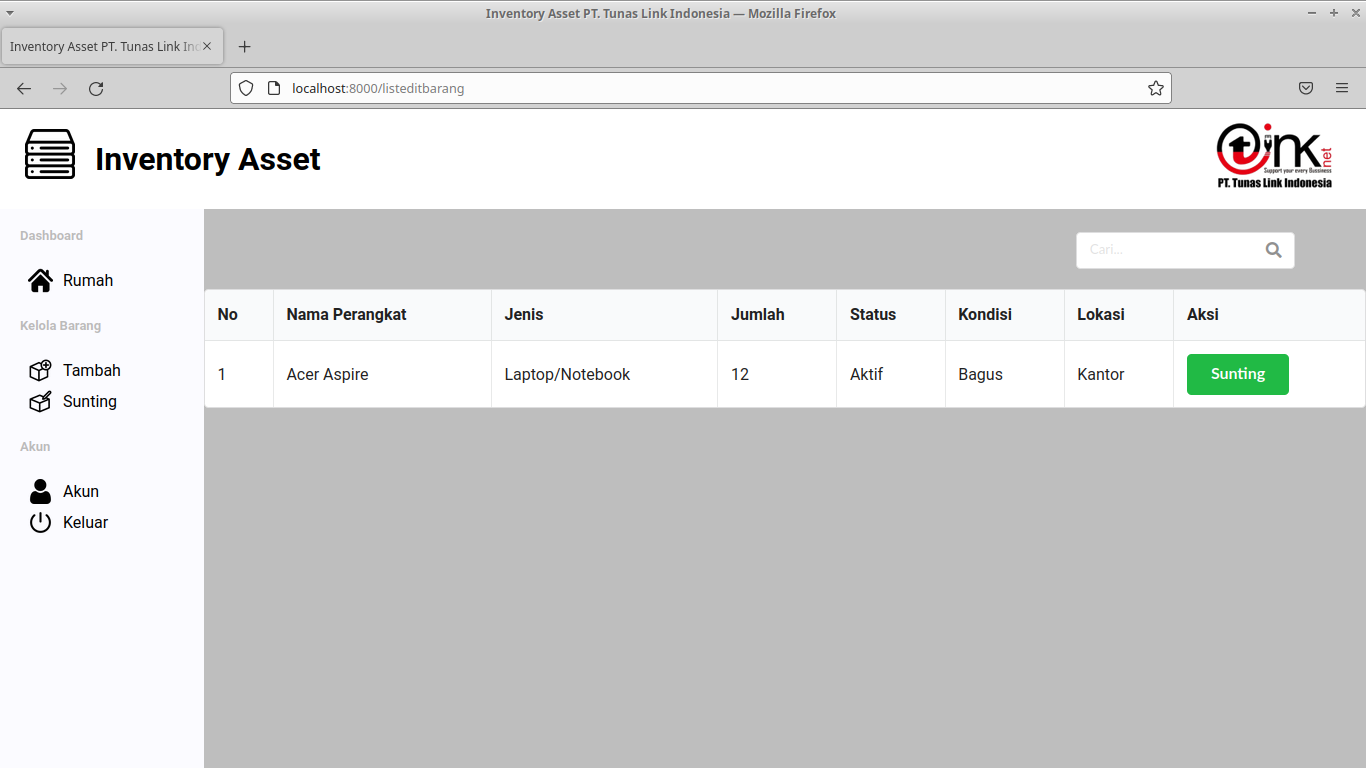 Inventory Asset PT. Tunas Link Indonesia — Mozilla Firefox
Inventory Asset PT. Tunas Link Ind
localhost:8000/listeditbarang
Inventory Asset
tink net
Support your every Bussiness
PT. Tunas Link Indonesia
Dashboard
Rumah
Kelola Barang
Tambah
Sunting
Akun
Akun
Keluar
Cari...
No Nama Perangkat Jenis Jumlah Status Kondisi Lokasi Aksi
1 Acer Aspire Laptop/Notebook 12 Aktif Bagus Kantor Sunting